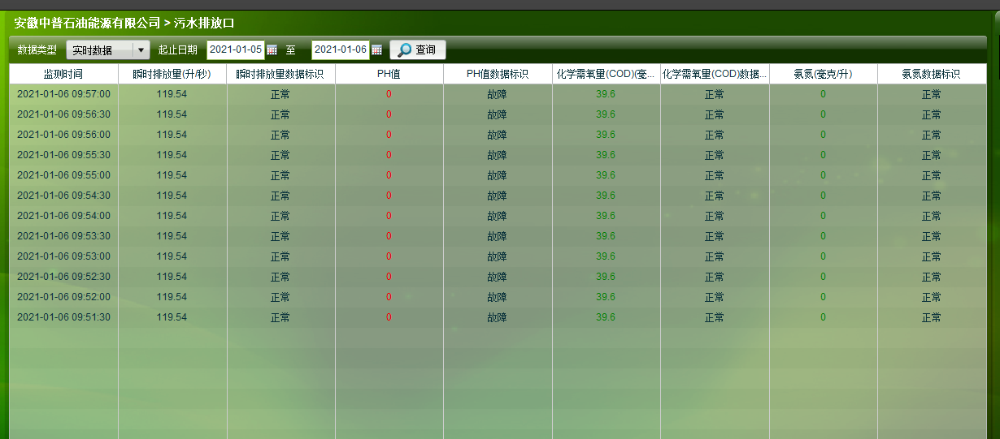 安徽中普石油能源有限公司 > 污水排放口
数据类型 实时数据 起止日期 2021-01-05 至 2021-01-06 查询
监测时间 瞬时排放量(升/秒) 瞬时排放量数据标识 PH值 PH值数据标识 化学需氧量(COD)(毫... 化学需氧量(COD)数据... 氨氮(毫克/升) 氨氮数据标识
2021-01-06 09:57:00 119.54 正常 0 故障 39.6 正常 0 正常
2021-01-06 09:56:30 119.54 正常 0 故障 39.6 正常 0 正常
2021-01-06 09:56:00 119.54 正常 0 故障 39.6 正常 0 正常
2021-01-06 09:55:30 119.54 正常 0 故障 39.6 正常 0 正常
2021-01-06 09:55:00 119.54 正常 0 故障 39.6 正常 0 正常
2021-01-06 09:54:30 119.54 正常 0 故障 39.6 正常 0 正常
2021-01-06 09:54:00 119.54 正常 0 故障 39.6 正常 0 正常
2021-01-06 09:53:30 119.54 正常 0 故障 39.6 正常 0 正常
2021-01-06 09:53:00 119.54 正常 0 故障 39.6 正常 0 正常
2021-01-06 09:52:30 119.54 正常 0 故障 39.6 正常 0 正常
2021-01-06 09:52:00 119.54 正常 0 故障 39.6 正常 0 正常
2021-01-06 09:51:30 119.54 正常 0 故障 39.6 正常 0 正常